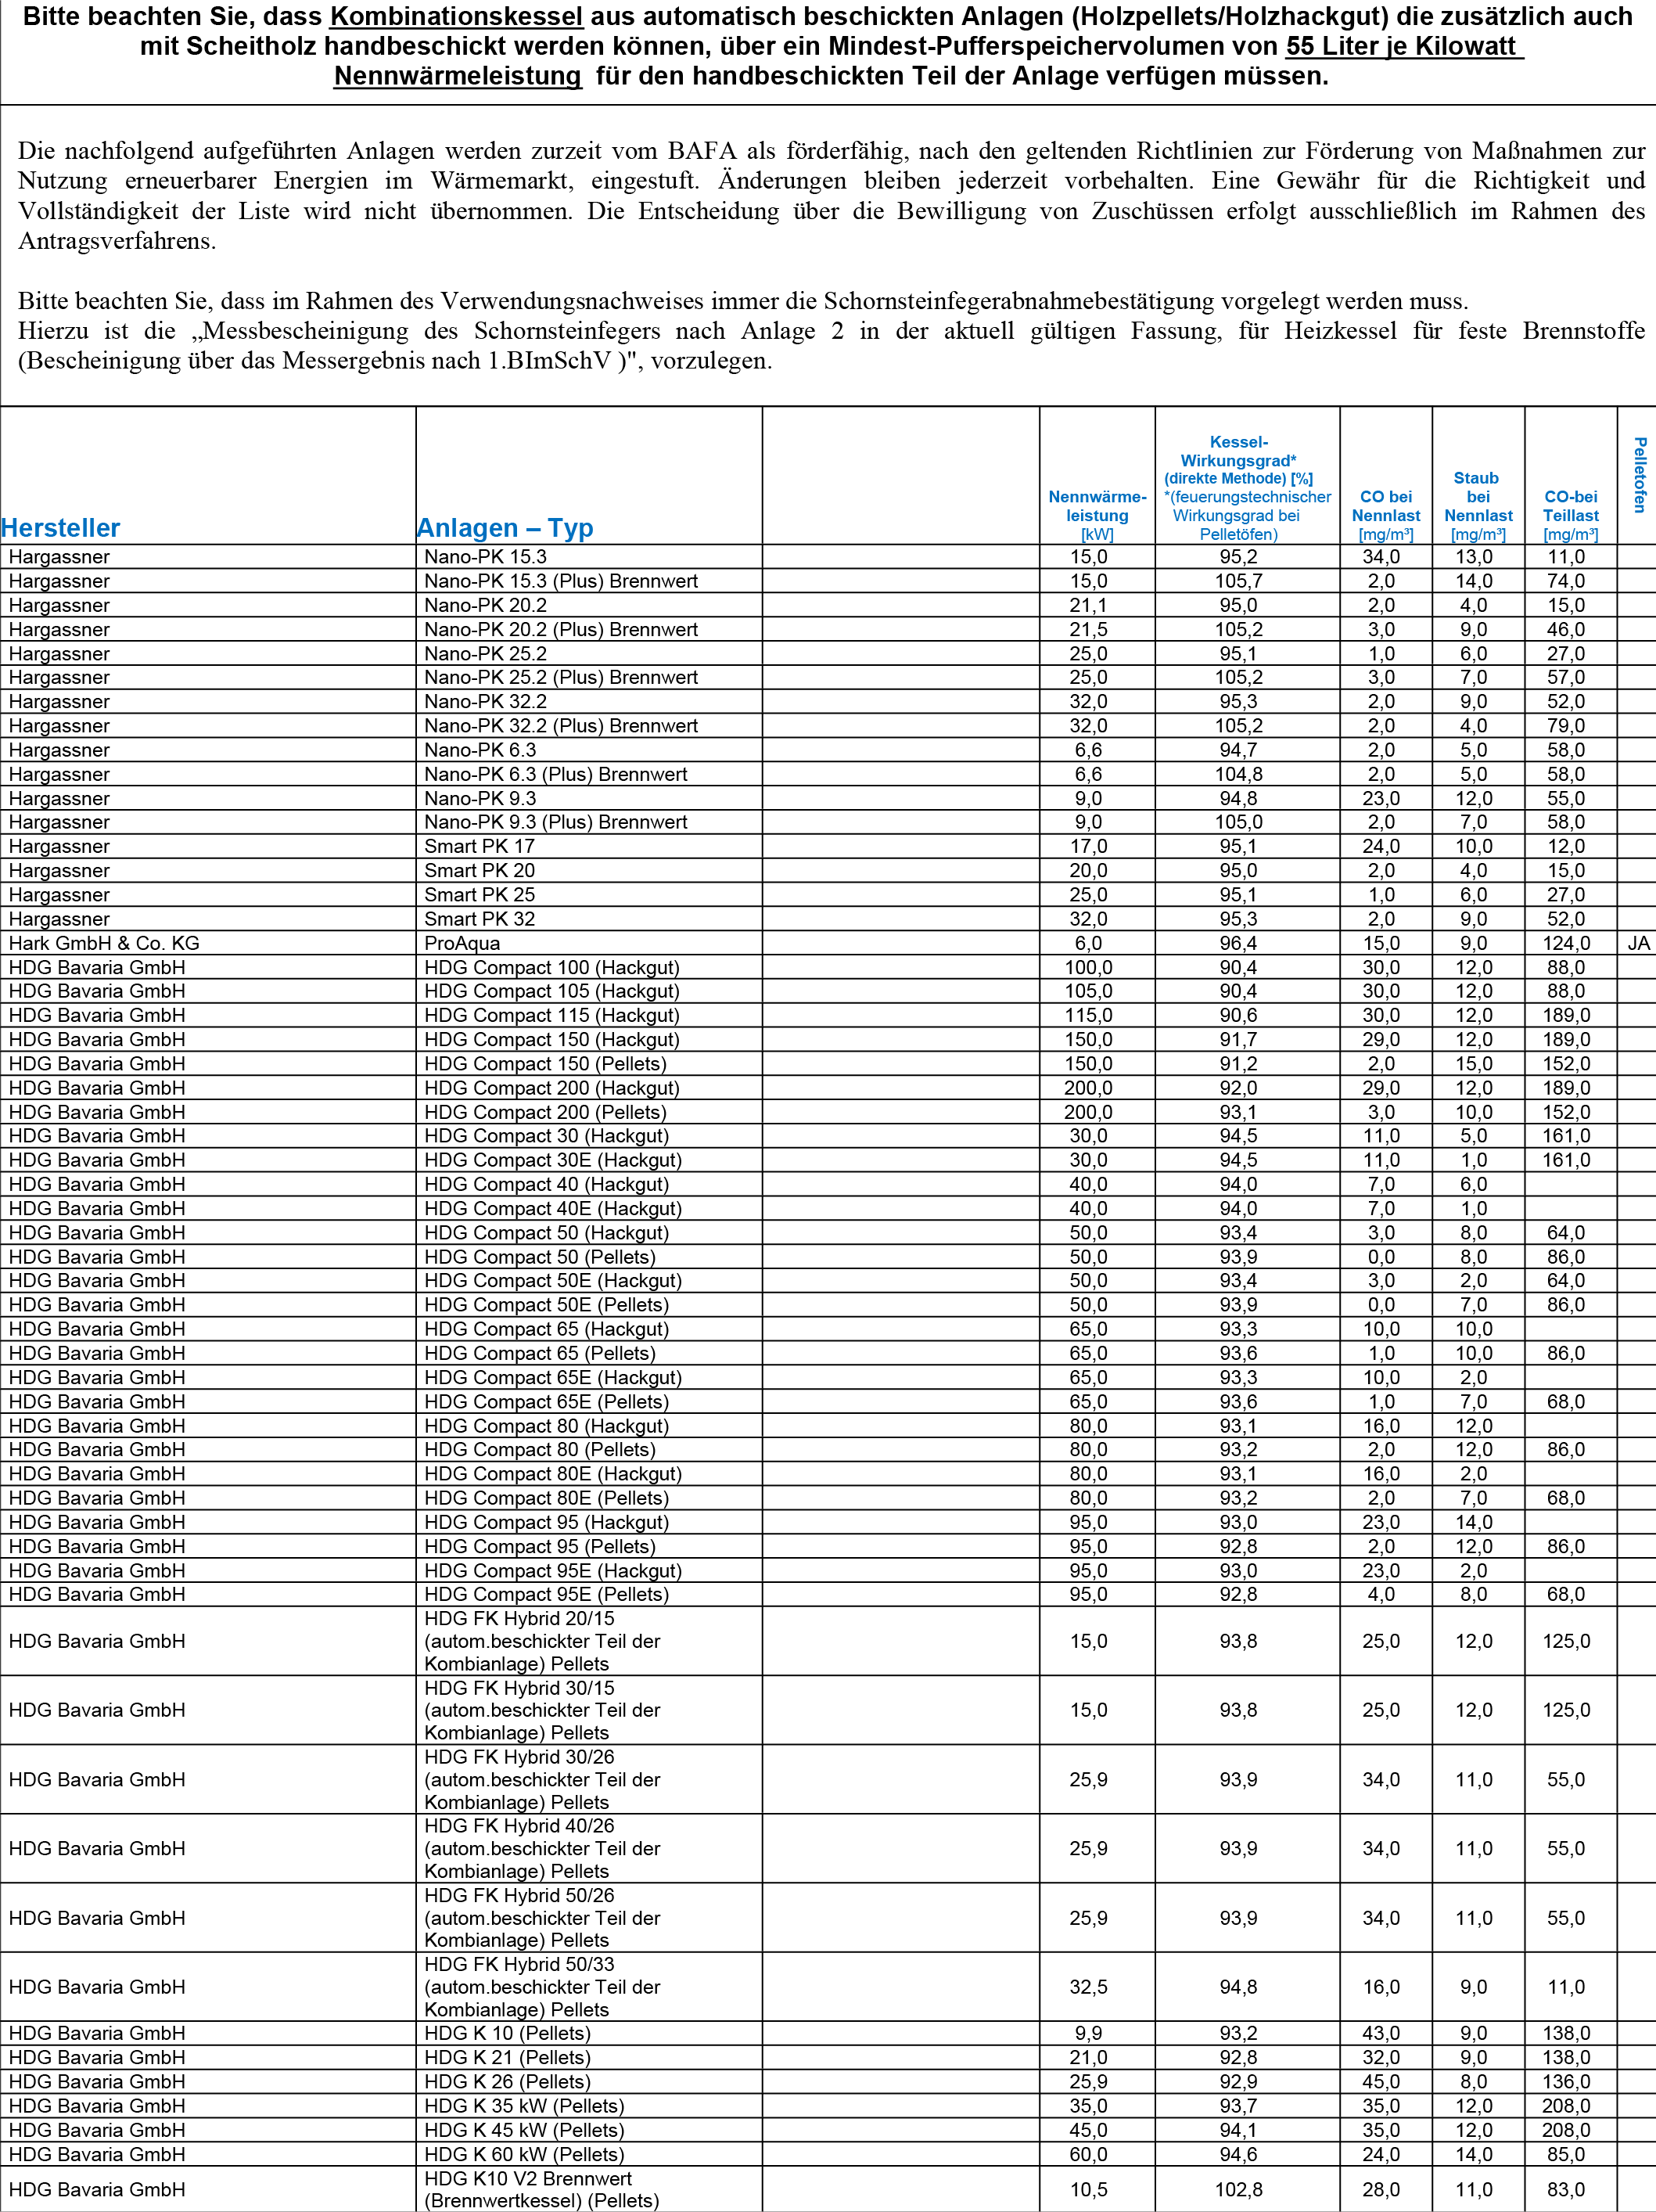 Bitte beachten Sie, dass Kombinationskessel aus automatisch beschickten Anlagen (Holzpellets/Holzhackgut) die zusätzlich auch
mit Scheitholz handbeschickt werden können, über ein Mindest-Pufferspeichervolumen von 55 Liter je Kilowatt
Nennwärmeleistung für den handbeschickten Teil der Anlage verfügen müssen.
Die nachfolgend aufgeführten Anlagen werden zurzeit vom BAFA als förderfähig, nach den geltenden Richtlinien zur Förderung von Maßnahmen zur
Nutzung erneuerbarer Energien im Wärmemarkt, eingestuft. Änderungen bleiben jederzeit vorbehalten. Eine Gewähr für die Richtigkeit und
Vollständigkeit der Liste wird nicht übernommen. Die Entscheidung über die Bewilligung von Zuschüssen erfolgt ausschließlich im Rahmen des
Antragsverfahrens.
Bitte beachten Sie, dass im Rahmen des Verwendungsnachweises immer die Schornsteinfegerabnahmebestätigung vorgelegt werden muss.
Hierzu ist die „Messbescheinigung des Schornsteinfegers nach Anlage 2 in der aktuell gültigen Fassung, für Heizkessel für feste Brennstoffe
(Bescheinigung über das Messergebnis nach 1.BImSchV )", vorzulegen.
Hersteller
Anlagen – Typ
Nennwärme-
leistung
[kW]
Kessel-
Wirkungsgrad*
(direkte Methode) [%]
*(feuerungstechnischer
Wirkungsgrad bei
Pelletöfen)
CO bei
Nennlast
[mg/m³]
Staub
bei
Nennlast
[mg/m³]
CO-bei
Teillast
[mg/m³]
Pelletofen
Hargassner Nano-PK 15.3 15,0 95,2 34,0 13,0 11,0
Hargassner Nano-PK 15.3 (Plus) Brennwert 15,0 105,7 2,0 14,0 74,0
Hargassner Nano-PK 20.2 21,1 95,0 2,0 4,0 15,0
Hargassner Nano-PK 20.2 (Plus) Brennwert 21,5 105,2 3,0 9,0 46,0
Hargassner Nano-PK 25.2 25,0 95,1 1,0 6,0 27,0
Hargassner Nano-PK 25.2 (Plus) Brennwert 25,0 105,2 3,0 7,0 57,0
Hargassner Nano-PK 32.2 32,0 95,3 2,0 9,0 52,0
Hargassner Nano-PK 32.2 (Plus) Brennwert 32,0 105,2 2,0 4,0 79,0
Hargassner Nano-PK 6.3 6,6 94,7 2,0 5,0 58,0
Hargassner Nano-PK 6.3 (Plus) Brennwert 6,6 104,8 2,0 5,0 58,0
Hargassner Nano-PK 9.3 9,0 94,8 23,0 12,0 55,0
Hargassner Nano-PK 9.3 (Plus) Brennwert 9,0 105,0 2,0 7,0 58,0
Hargassner Smart PK 17 17,0 95,1 24,0 10,0 12,0
Hargassner Smart PK 20 20,0 95,0 2,0 4,0 15,0
Hargassner Smart PK 25 25,0 95,1 1,0 6,0 27,0
Hargassner Smart PK 32 32,0 95,3 2,0 9,0 52,0
Hark GmbH & Co. KG ProAqua 6,0 96,4 15,0 9,0 124,0 JA
HDG Bavaria GmbH HDG Compact 100 (Hackgut) 100,0 90,4 30,0 12,0 88,0
HDG Bavaria GmbH HDG Compact 105 (Hackgut) 105,0 90,4 30,0 12,0 88,0
HDG Bavaria GmbH HDG Compact 115 (Hackgut) 115,0 90,6 30,0 12,0 189,0
HDG Bavaria GmbH HDG Compact 150 (Hackgut) 150,0 91,7 29,0 12,0 189,0
HDG Bavaria GmbH HDG Compact 150 (Pellets) 150,0 91,2 2,0 15,0 152,0
HDG Bavaria GmbH HDG Compact 200 (Hackgut) 200,0 92,0 29,0 12,0 189,0
HDG Bavaria GmbH HDG Compact 200 (Pellets) 200,0 93,1 3,0 10,0 152,0
HDG Bavaria GmbH HDG Compact 30 (Hackgut) 30,0 94,5 11,0 5,0 161,0
HDG Bavaria GmbH HDG Compact 30E (Hackgut) 30,0 94,5 11,0 1,0 161,0
HDG Bavaria GmbH HDG Compact 40 (Hackgut) 40,0 94,0 7,0 6,0
HDG Bavaria GmbH HDG Compact 40E (Hackgut) 40,0 94,0 7,0 1,0
HDG Bavaria GmbH HDG Compact 50 (Hackgut) 50,0 93,4 3,0 8,0 64,0
HDG Bavaria GmbH HDG Compact 50 (Pellets) 50,0 93,9 0,0 8,0 86,0
HDG Bavaria GmbH HDG Compact 50E (Hackgut) 50,0 93,4 3,0 2,0 64,0
HDG Bavaria GmbH HDG Compact 50E (Pellets) 50,0 93,9 0,0 7,0 86,0
HDG Bavaria GmbH HDG Compact 65 (Hackgut) 65,0 93,3 10,0 10,0
HDG Bavaria GmbH HDG Compact 65 (Pellets) 65,0 93,6 1,0 10,0 86,0
HDG Bavaria GmbH HDG Compact 65E (Hackgut) 65,0 93,3 10,0 2,0
HDG Bavaria GmbH HDG Compact 65E (Pellets) 65,0 93,6 1,0 7,0 68,0
HDG Bavaria GmbH HDG Compact 80 (Hackgut) 80,0 93,1 16,0 12,0
HDG Bavaria GmbH HDG Compact 80 (Pellets) 80,0 93,2 2,0 12,0 86,0
HDG Bavaria GmbH HDG Compact 80E (Hackgut) 80,0 93,1 16,0 2,0
HDG Bavaria GmbH HDG Compact 80E (Pellets) 80,0 93,2 2,0 7,0 68,0
HDG Bavaria GmbH HDG Compact 95 (Hackgut) 95,0 93,0 23,0 14,0
HDG Bavaria GmbH HDG Compact 95 (Pellets) 95,0 92,8 2,0 12,0 86,0
HDG Bavaria GmbH HDG Compact 95E (Hackgut) 95,0 93,0 23,0 2,0
HDG Bavaria GmbH HDG Compact 95E (Pellets) 95,0 92,8 4,0 8,0 68,0
HDG FK Hybrid 20/15
HDG Bavaria GmbH (autom.beschickter Teil der 15,0 93,8 25,0 12,0 125,0
Kombianlage) Pellets
HDG FK Hybrid 30/15
HDG Bavaria GmbH (autom.beschickter Teil der 15,0 93,8 25,0 12,0 125,0
Kombianlage) Pellets
HDG FK Hybrid 30/26
HDG Bavaria GmbH (autom.beschickter Teil der 25,9 93,9 34,0 11,0 55,0
Kombianlage) Pellets
HDG FK Hybrid 40/26
HDG Bavaria GmbH (autom.beschickter Teil der 25,9 93,9 34,0 11,0 55,0
Kombianlage) Pellets
HDG FK Hybrid 50/26
HDG Bavaria GmbH (autom.beschickter Teil der 25,9 93,9 34,0 11,0 55,0
Kombianlage) Pellets
HDG FK Hybrid 50/33
HDG Bavaria GmbH (autom.beschickter Teil der 32,5 94,8 16,0 9,0 11,0
Kombianlage) Pellets
HDG Bavaria GmbH HDG K 10 (Pellets) 9,9 93,2 43,0 9,0 138,0
HDG Bavaria GmbH HDG K 21 (Pellets) 21,0 92,8 32,0 9,0 138,0
HDG Bavaria GmbH HDG K 26 (Pellets) 25,9 92,9 45,0 8,0 136,0
HDG Bavaria GmbH HDG K 35 kW (Pellets) 35,0 93,7 35,0 12,0 208,0
HDG Bavaria GmbH HDG K 45 kW (Pellets) 45,0 94,1 35,0 12,0 208,0
HDG Bavaria GmbH HDG K 60 kW (Pellets) 60,0 94,6 24,0 14,0 85,0
HDG K10 V2 Brennwert
HDG Bavaria GmbH (Brennwertkessel) (Pellets) 10,5 102,8 28,0 11,0 83,0